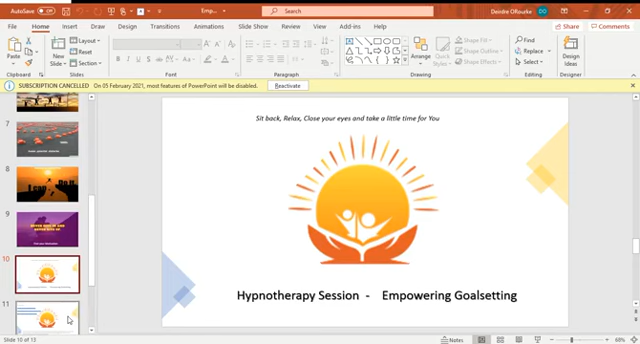 AutoSave
Off
Emp...
Search
Deirdre ORourke
DO
File
Home
Insert
Draw
Design
Transitions
Animations
Slide Show
Review
View
Add-ins
Help
Share
Comments
Paste
New
Slide
Layout
Reset
Section
Arrange
Quick
Styles
Shape Fill
Shape Outline
Shape Effects
Find
Replace
Select
Design
Ideas
Clipboard
Slides
Font
Paragraph
Drawing
Editing
Designer
SUBSCRIPTION CANCELLED On 05 February 2021, most features of PowerPoint will be disabled.
Reactivate
7
8
9
10
11
Sit back, Relax, Close your eyes and take a little time for You
Hypnotherapy Session - Empowering Goalsetting
Slide 10 of 13
Notes
68%